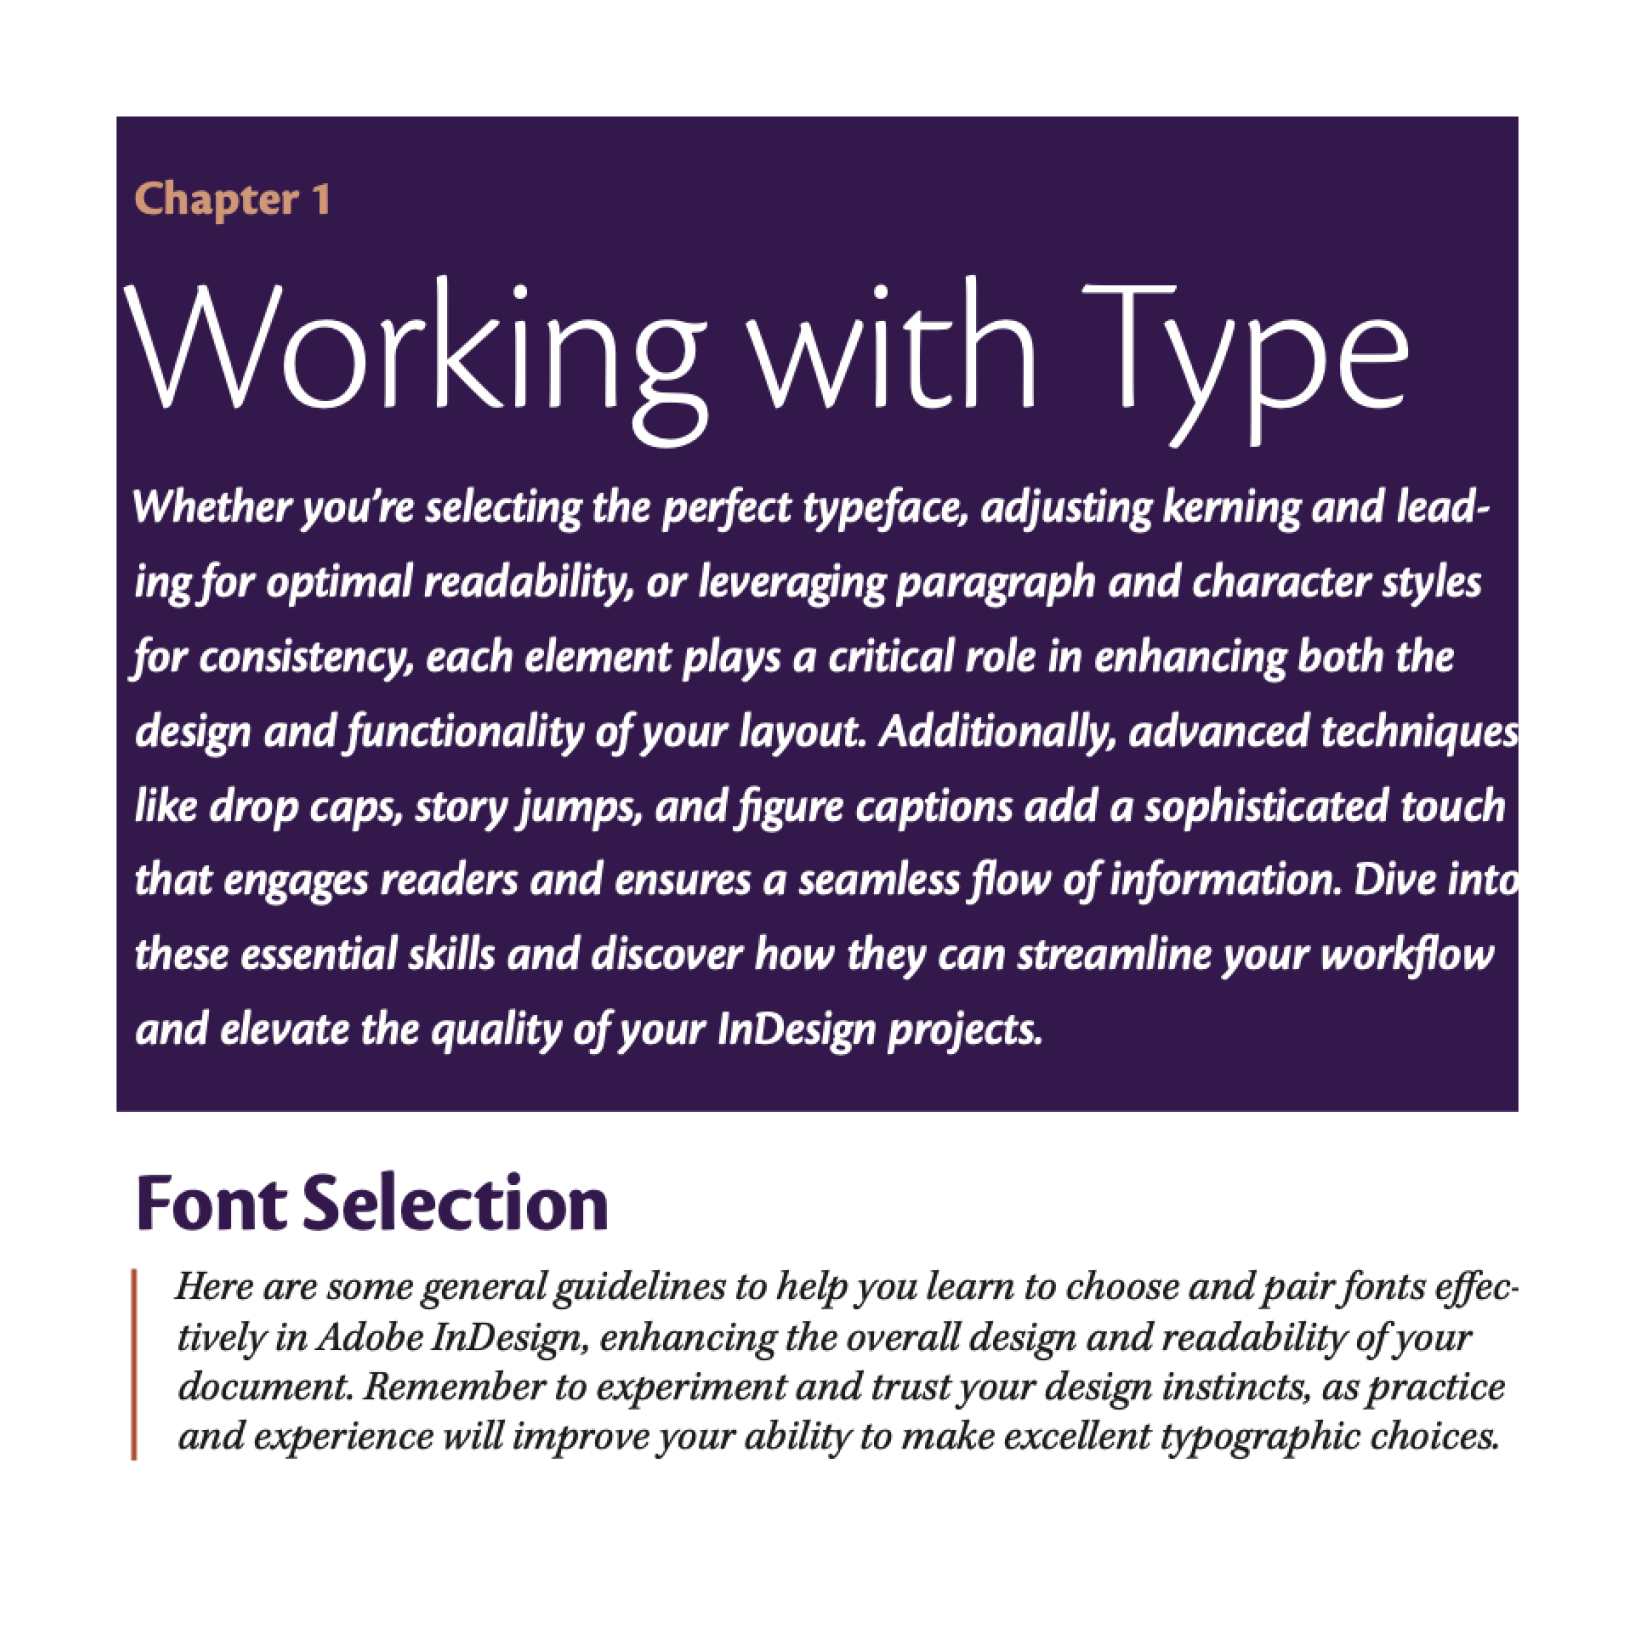 Chapter 1
Working with Type
Whether you’re selecting the perfect typeface, adjusting kerning and lead-
ing for optimal readability, or leveraging paragraph and character styles
for consistency, each element plays a critical role in enhancing both the
design and functionality of your layout. Additionally, advanced techniques
like drop caps, story jumps, and figure captions add a sophisticated touch
that engages readers and ensures a seamless flow of information. Dive into
these essential skills and discover how they can streamline your workflow
and elevate the quality of your InDesign projects.
Font Selection
Here are some general guidelines to help you learn to choose and pair fonts effec-
tively in Adobe InDesign, enhancing the overall design and readability of your
document. Remember to experiment and trust your design instincts, as practice
and experience will improve your ability to make excellent typographic choices.